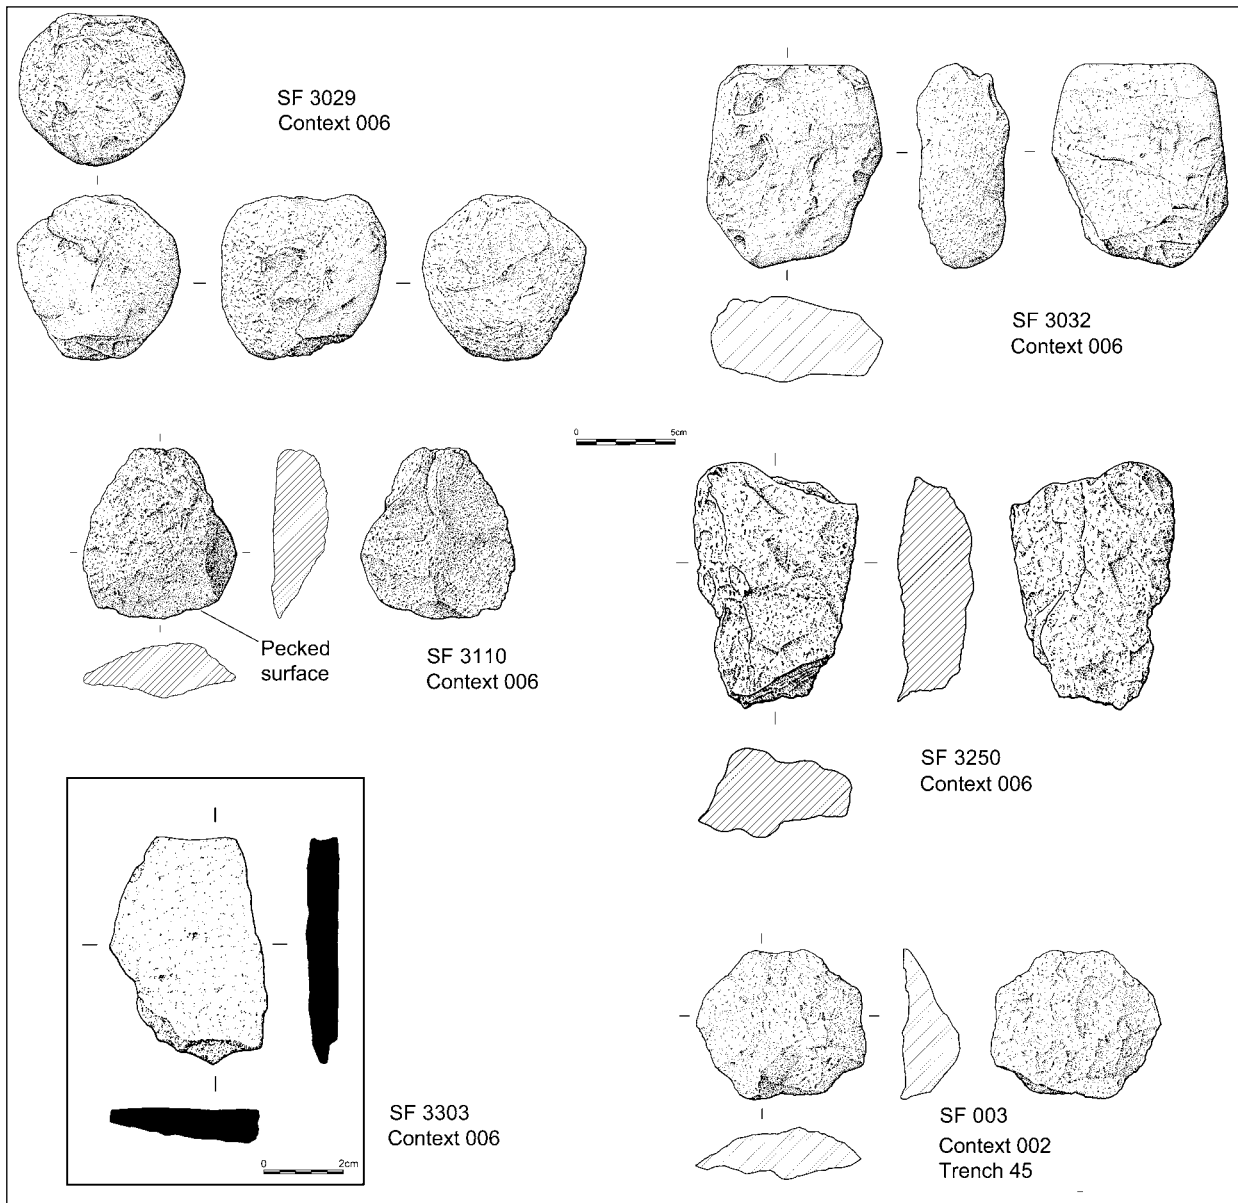 SF 3029
Context 006
SF 3032
Context 006
0 5cm
Pecked
surface
SF 3110
Context 006
SF 3250
Context 006
SF 3303
Context 006
0 2cm
SF 003
Context 002
Trench 45